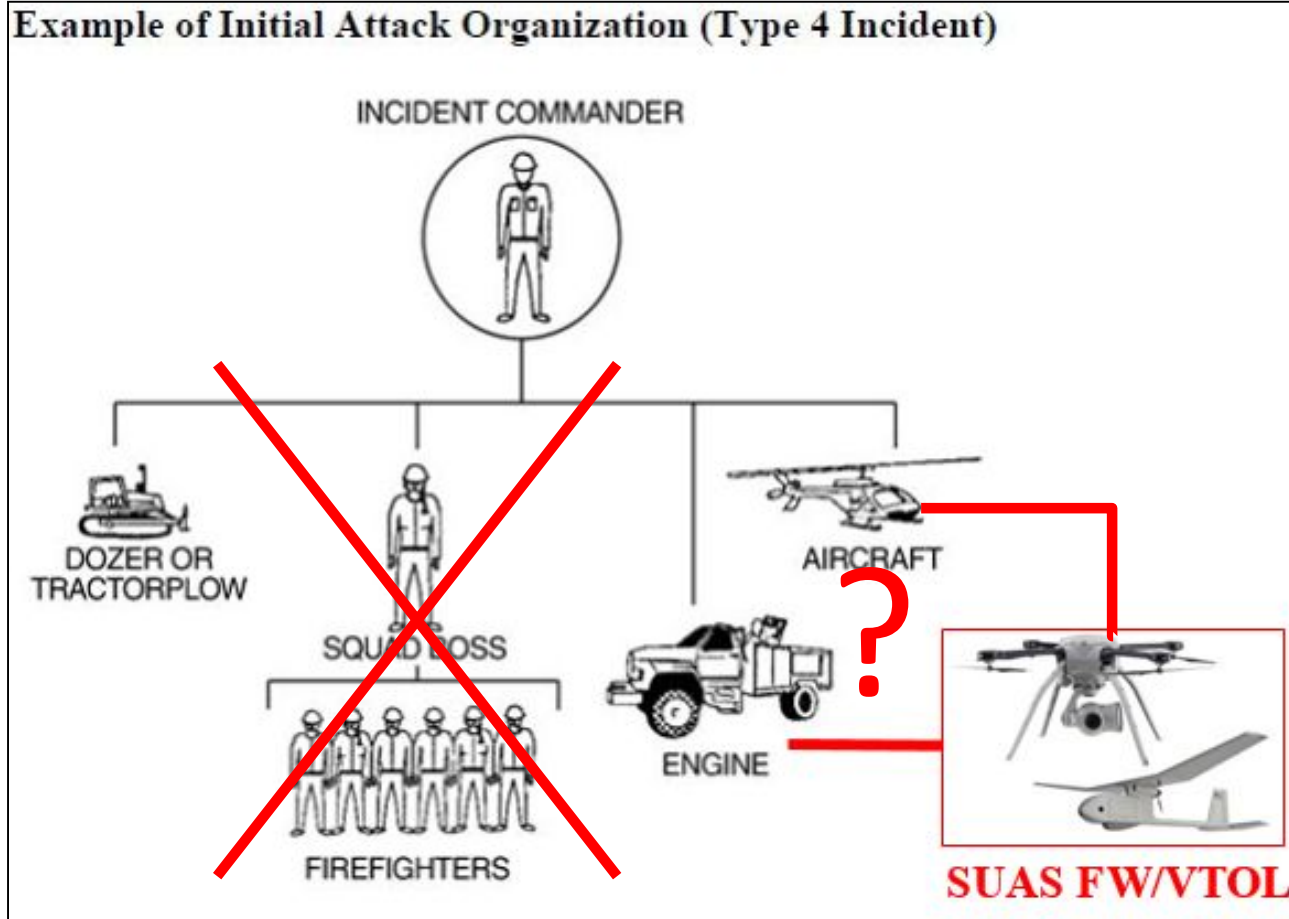 Example of Initial Attack Organization (Type 4 Incident)
INCIDENT COMMANDER
DOZER OR
TRACTORPLOW
SQUAD BOSS
FIREFIGHTERS
ENGINE
AIRCRAFT
?
SUAS FW/VTOL